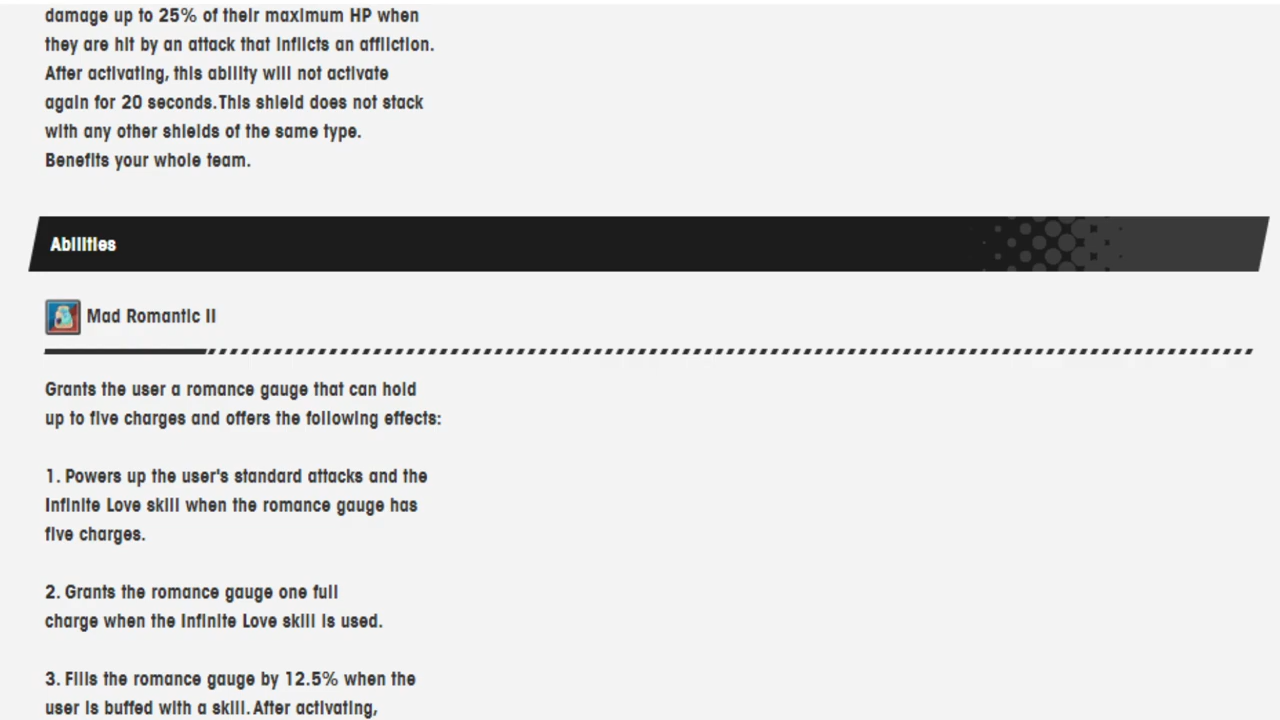 damage up to 25% of their maximum HP when
they are hit by an attack that inflicts an affliction.
After activating, this ability will not activate
again for 20 seconds.This shield does not stack
with any other shields of the same type.
Benefits your whole team.
Abilities
Mad Romantic II
Grants the user a romance gauge that can hold
up to five charges and offers the following effects:
1. Powers up the user's standard attacks and the
Infinite Love skill when the romance gauge has
five charges.
2. Grants the romance gauge one full
charge when the Infinite Love skill is used.
3. Fills the romance gauge by 12.5% when the
user is buffed with a skill.After activating,